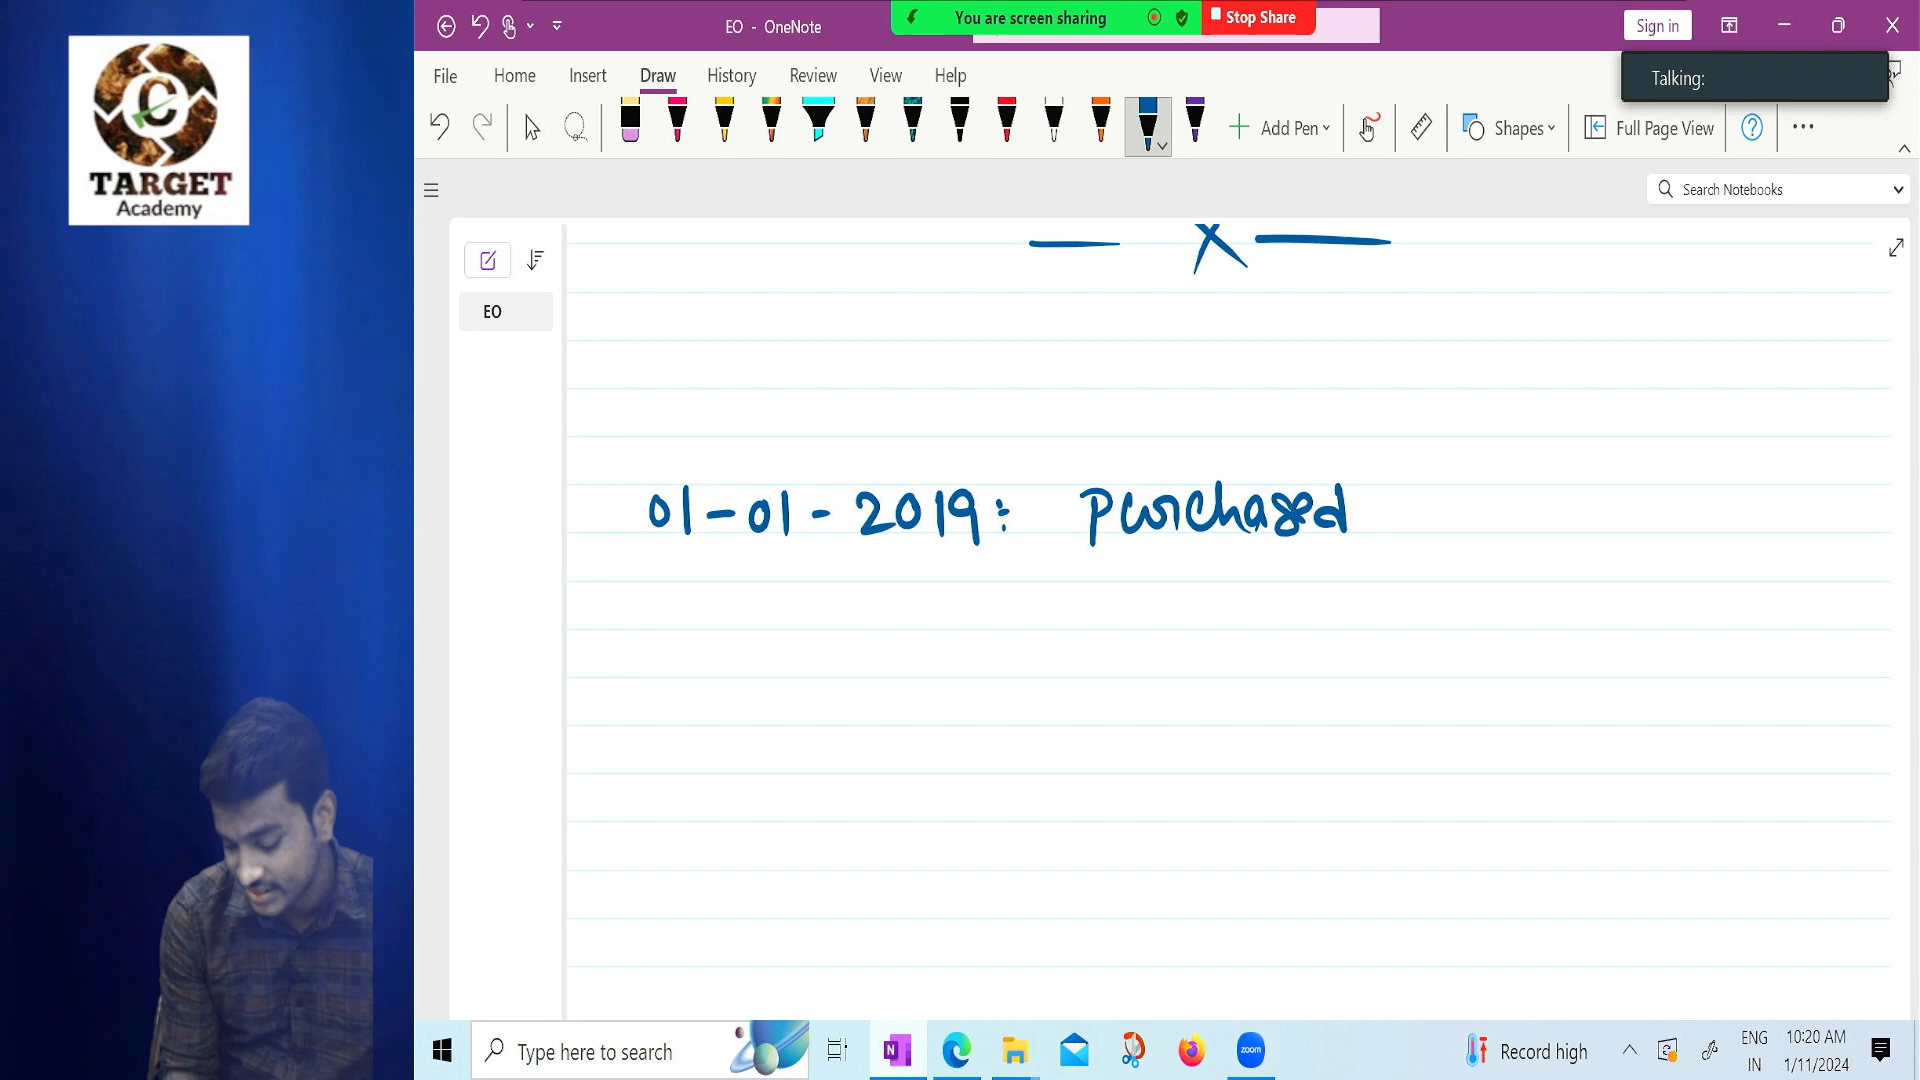 TARGET
Academy
EO - OneNote
You are screen sharing
Stop Share
Sign in
File Home Insert Draw History Review View Help
Talking:
Add Pen
Shapes
Full Page View
Search Notebooks
EO
X
01-01-2019: Purchased
Type here to search
zoom
Record high
ENG
IN
10:20 AM
1/11/2024